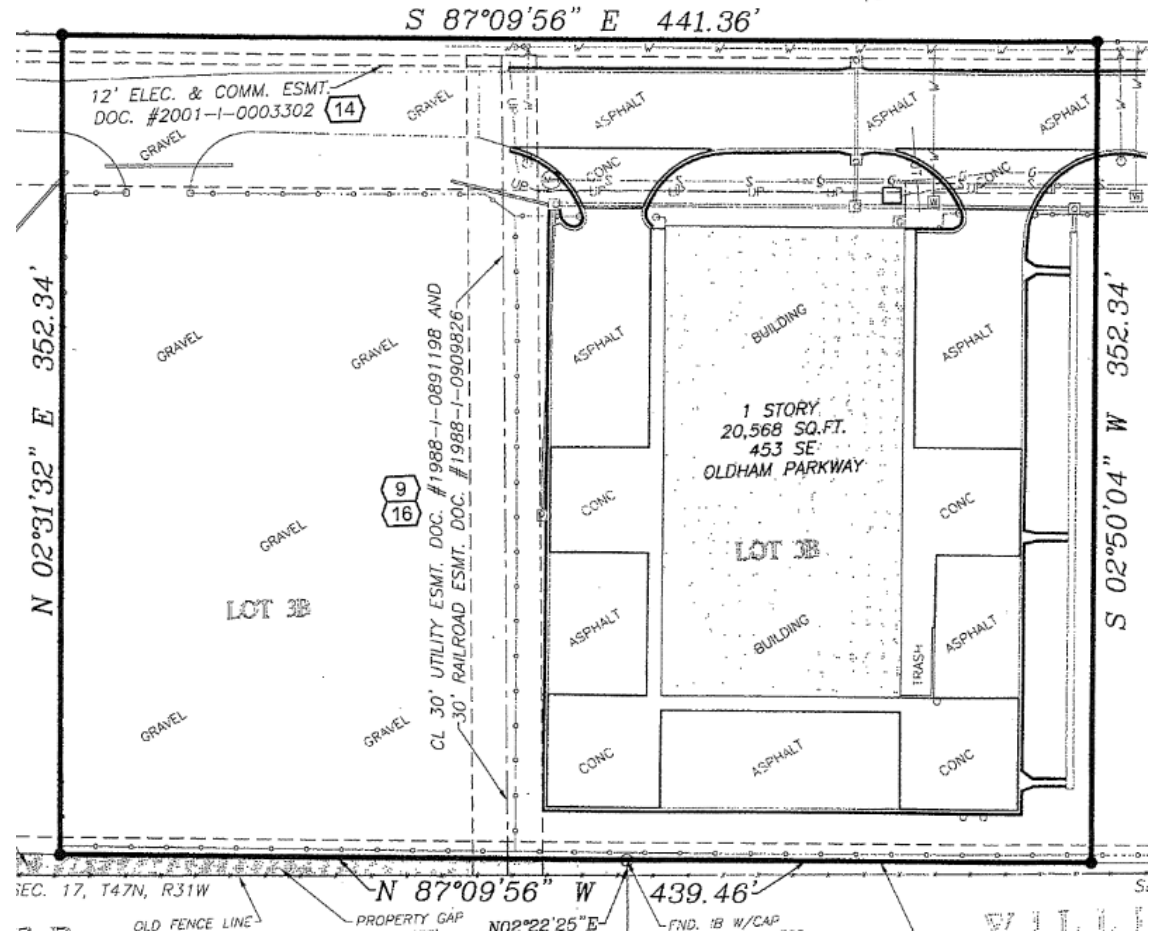 S 87°09'56" E 441.36'
12' ELEC. & COMM. ESMT.
DOC. #2001-I-0003302 14
GRAVEL
GRAVEL
ASPHALT
ASPHALT
ASPHALT
CONC
CONC
UP
UP
UP
N 02°31'32" E 352.34'
S 02°50'04" W 352.34'
GRAVEL
GRAVEL
GRAVEL
GRAVEL
GRAVEL
LOT 3B
9
16
CL 30' UTILITY ESMT. DOC. #1988-I-0891198 AND
30' RAILROAD ESMT. DOC. #1988-I-0909826
ASPHALT
BUILDING
ASPHALT
1 STORY
20,568 SQ.FT.
453 SE
OLDHAM PARKWAY
CONC
CONC
LOT 3B
ASPHALT
BUILDING
ASPHALT
TRASH
CONC
ASPHALT
CONC
SEC. 17, T47N, R31W
N 87°09'56" W 439.46'
OLD FENCE LINE
PROPERTY GAP
N02°22'25"E
FND. IB W/CAP